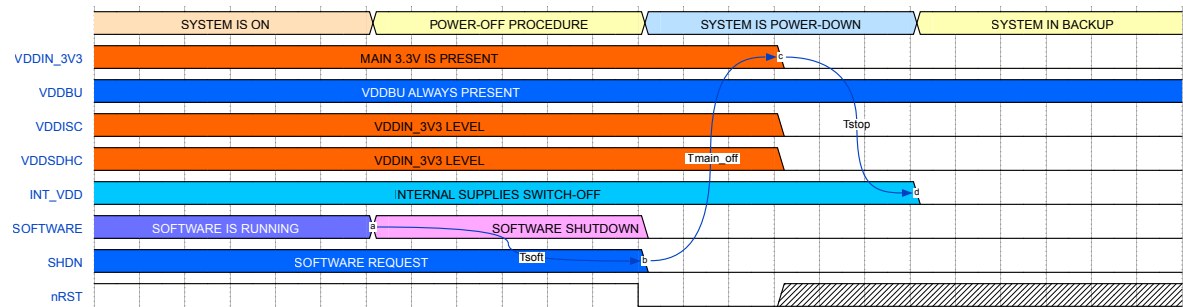 SYSTEM IS ON POWER-OFF PROCEDURE SYSTEM IS POWER-DOWN SYSTEM IN BACKUP
VDDIN_3V3 MAIN 3.3V IS PRESENT c
VDDBU VDDBU ALWAYS PRESENT
VDDISC VDDIN_3V3 LEVEL Tstop
VDDSDHC VDDIN_3V3 LEVEL Tmain_off
INT_VDD INTERNAL SUPPLIES SWITCH-OFF d
SOFTWARE SOFTWARE IS RUNNING a SOFTWARE SHUTDOWN
SHDN SOFTWARE REQUEST Tsoft b
nRST